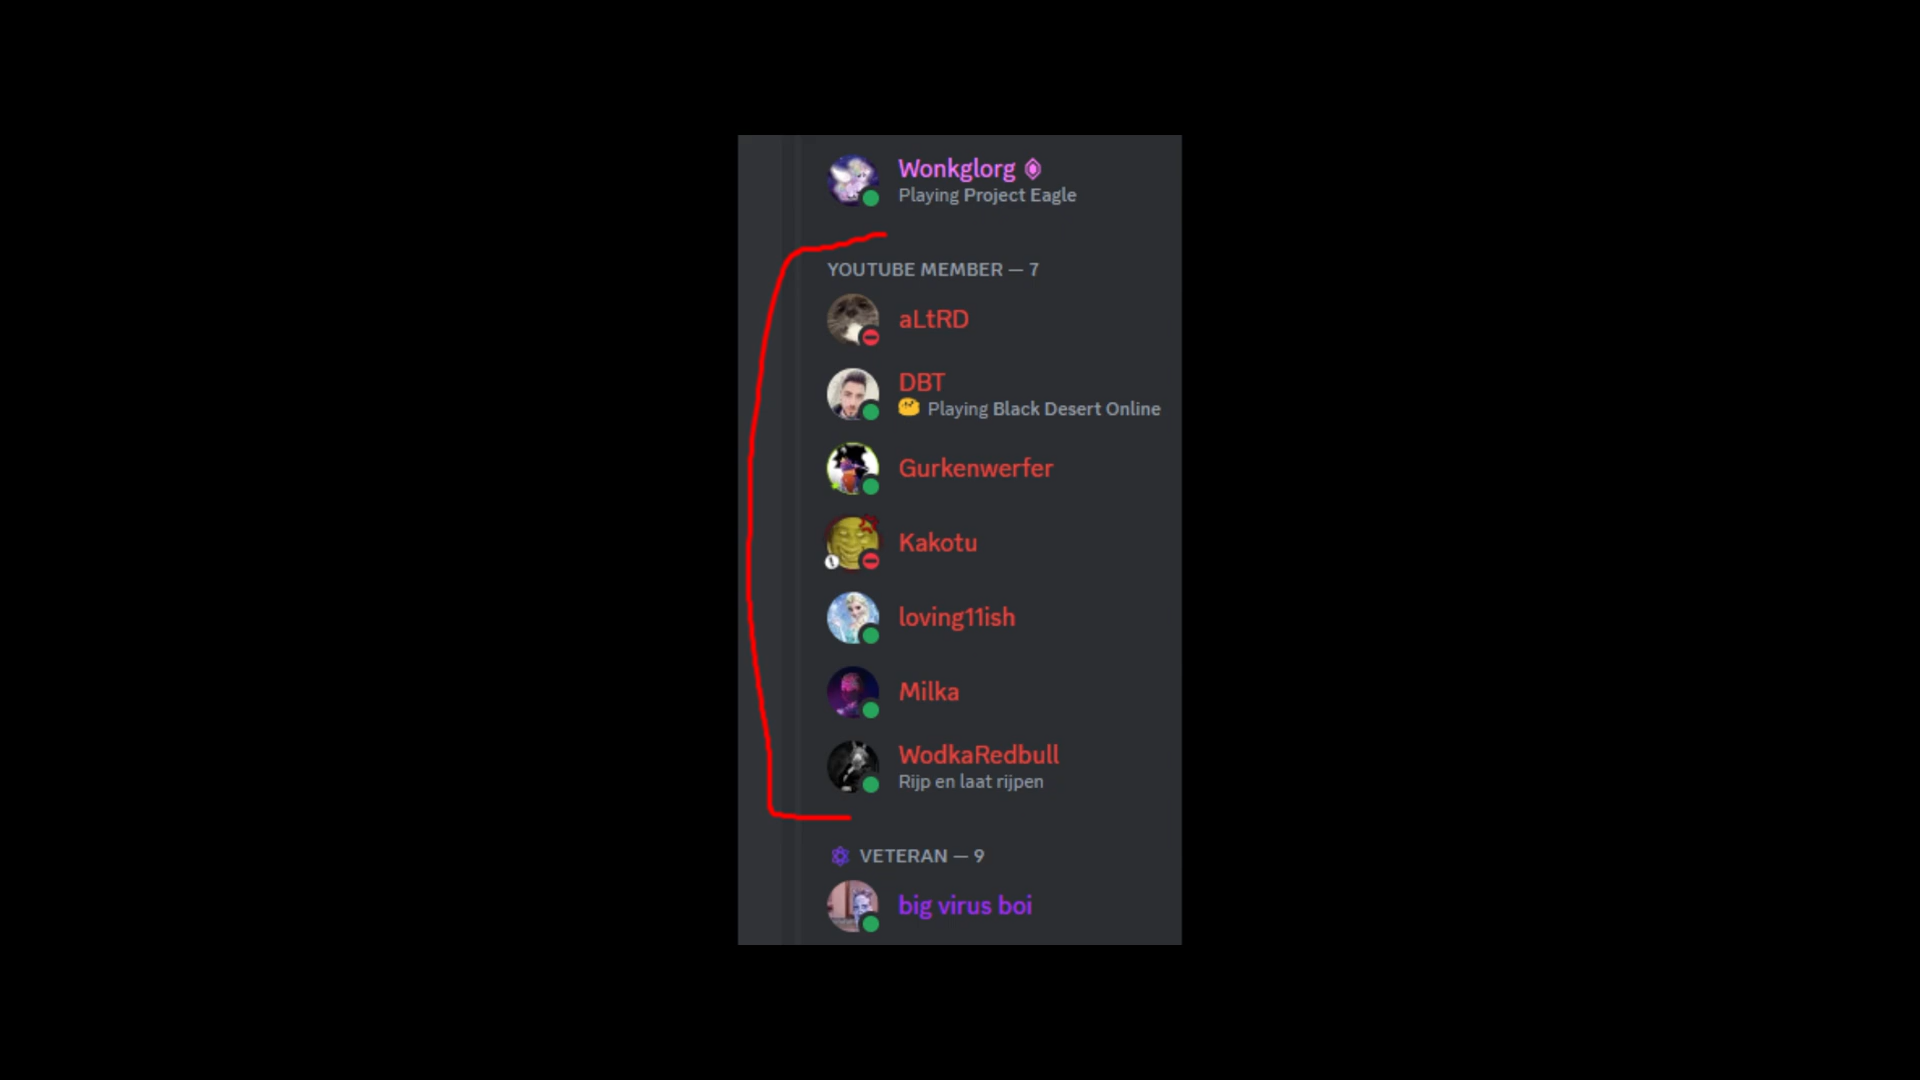 Wonkglorg
Playing Project Eagle
YOUTUBE MEMBER — 7
aLtRD
DBT
Playing Black Desert Online
Gurkenwerfer
Kakotu
loving11ish
Milka
WodkaRedbull
Rijp en laat rijpen
VETERAN — 9
big virus boi